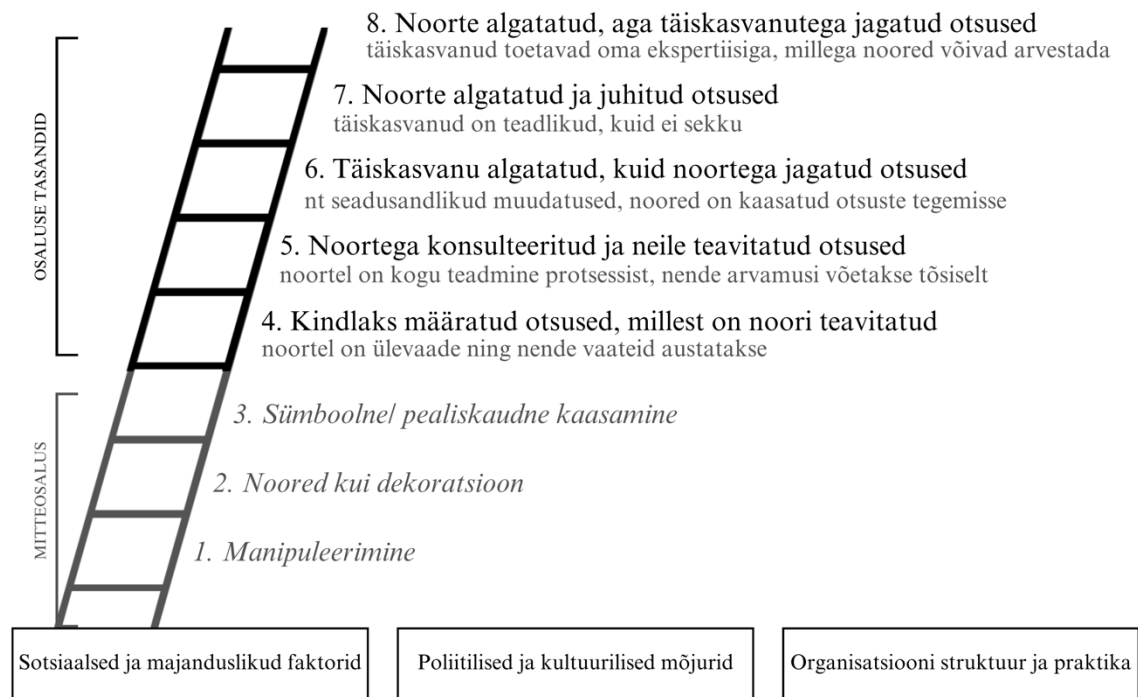 8. Noorte algatatud, aga täiskasvanutega jagatud otsused
täiskasvanud toetavad oma ekspertiisiga, millega noored võivad arvestada
7. Noorte algatatud ja juhitud otsused
täiskasvanud on teadlikud, kuid ei sekku
6. Täiskasvanu algatatud, kuid noortega jagatud otsused
nt seadusandlikud muudatused, noored on kaasatud otsuste tegemisse
5. Noortega konsulteeritud ja neile teavitatud otsused
noortel on kogu teadmine protsessist, nende arvamusi võetakse tõsiselt
4. Kindlaks määratud otsused, millest on noori teavitatud
noortel on ülevaade ning nende vaateid austatakse
OSALUSE TASANDID
3. Sümboolne/ pealiskaudne kaasamine
2. Noored kui dekoratsioon
1. Manipuleerimine
MITTEOSALUS
Sotsiaalsed ja majanduslikud faktorid
Poliitilised ja kultuurilised mõjurid
Organisatsiooni struktuur ja praktika